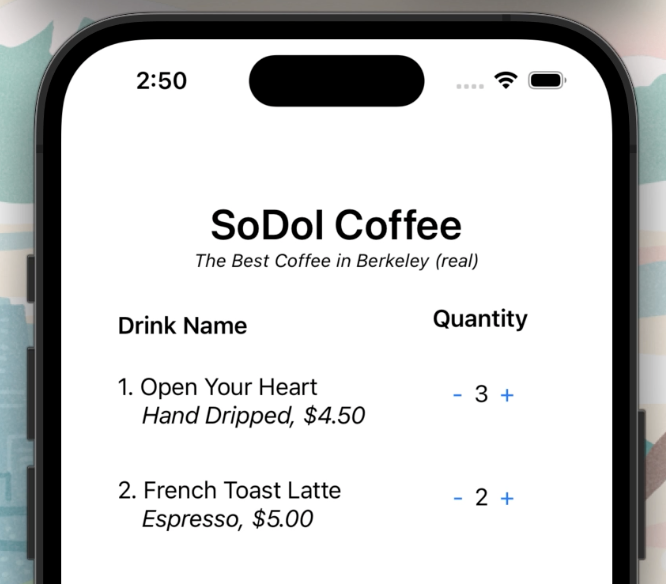 2:50
SoDoI Coffee
The Best Coffee in Berkeley (real)
Drink Name Quantity
1. Open Your Heart
Hand Dripped, $4.50
- 3 +
2. French Toast Latte
Espresso, $5.00
- 2 +